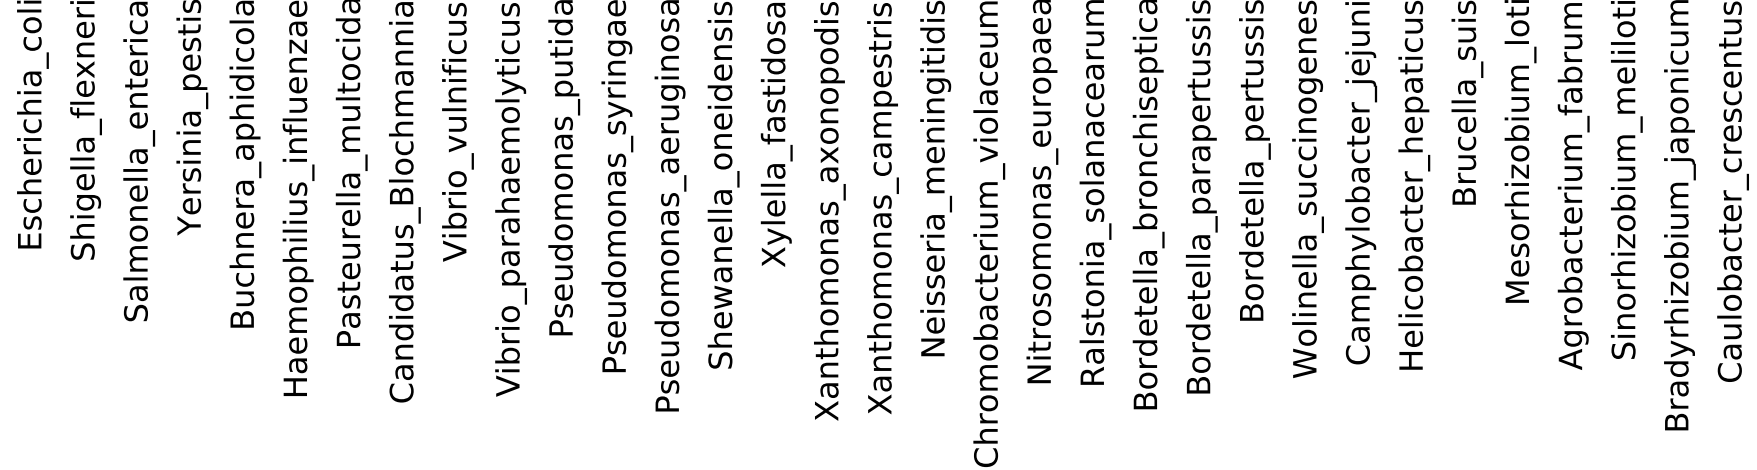 Escherichia_coli
Shigella_flexneri
Salmonella_enterica
Yersinia_pestis
Buchnera_aphidicola
Haemophilius_influenzae
Pasteurella_multocida
Candidatus_Blochmannia
Vibrio_vulnificus
Vibrio_parahaemolyticus
Pseudomonas_putida
Pseudomonas_syringae
Pseudomonas_aeruginosa
Shewanella_oneidensis
Xylella_fastidosa
Xanthomonas_axonopodis
Xanthomonas_campestris
Neisseria_meningitidis
Chromobacterium_violaceum
Nitrosomonas_europaea
Ralstonia_solanacearum
Bordetella_bronchiseptica
Bordetella_parapertussis
Bordetella_pertussis
Wolinella_succinogenes
Camphylobacter_jejuni
Helicobacter_hepaticus
Brucella_suis
Mesorhizobium_loti
Agrobacterium_fabrum
Sinorhizobium_meliloti
Bradyrhizobium_japonicum
Caulobacter_crescentus